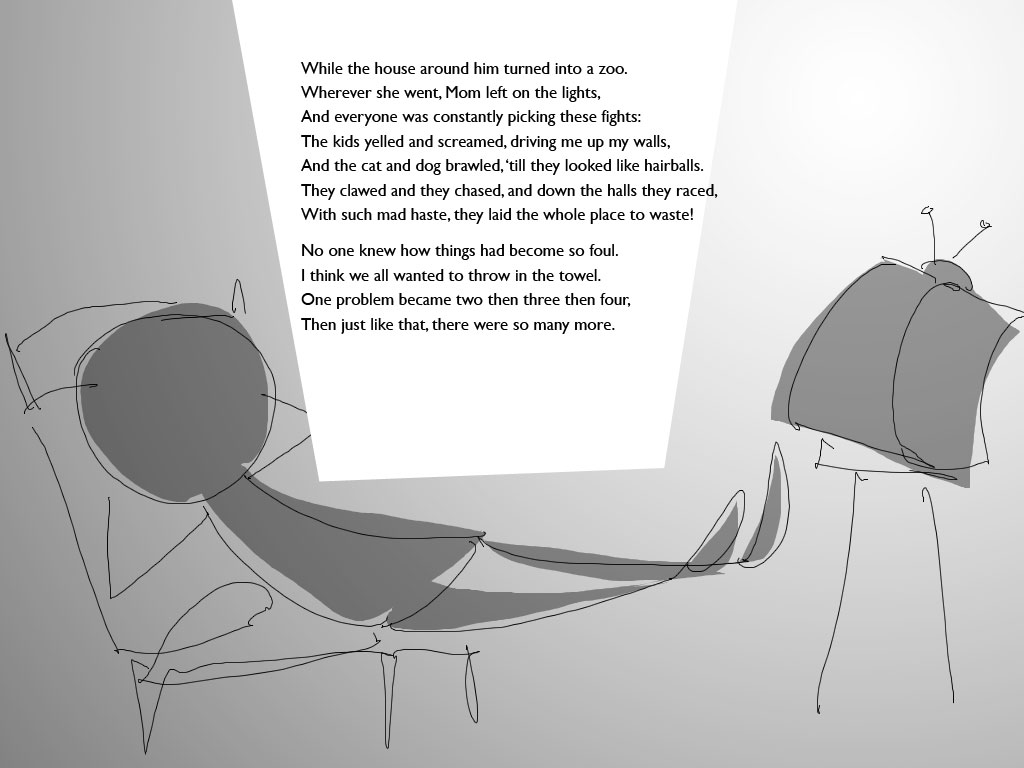 While the house around him turned into a zoo.
Wherever she went, Mom left on the lights,
And everyone was constantly picking these fights:
The kids yelled and screamed, driving me up my walls,
And the cat and dog brawled, ‘till they looked like hairballs.
They clawed and they chased, and down the halls they raced,
With such mad haste, they laid the whole place to waste!
No one knew how things had become so foul.
I think we all wanted to throw in the towel.
One problem became two then three then four,
Then just like that, there were so many more.